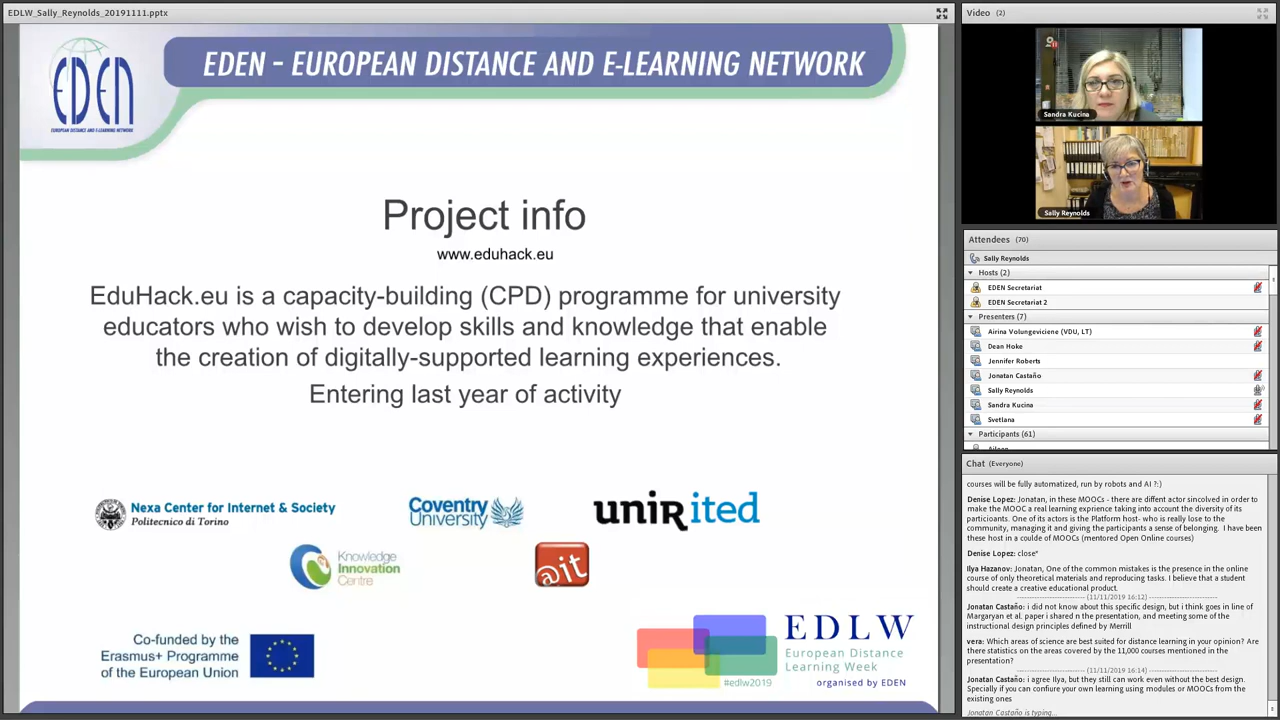 EDLW_Sally_Reynolds_20191111.pptx
EDEN
EUROPEAN DISTANCE AND E-LEARNING NETWORK
EDEN - EUROPEAN DISTANCE AND E-LEARNING NETWORK
Project info
www.eduhack.eu
EduHack.eu is a capacity-building (CPD) programme for university
educators who wish to develop skills and knowledge that enable
the creation of digitally-supported learning experiences.
Entering last year of activity
Nexa Center for Internet & Society
Politecnico di Torino
Coventry
University
uniRited
Knowledge
Innovation
Centre
@it
Co-funded by the
Erasmus+ Programme
of the European Union
EDLW
European Distance
Learning Week
#edlw2019
organised by EDEN
Video (2)
Sandra Kucina
Sally Reynolds
Attendees (70)
Sally Reynolds
Hosts (2)
EDEN Secretariat
EDEN Secretariat 2
Presenters (7)
Airina Volungeviciene (VDU, LT)
Dean Hoke
Jennifer Roberts
Jonatan Castaño
Sally Reynolds
Sandra Kucina
Svetlana
Participants (61)
Chat (Everyone)
courses will be fully automatized, run by robots and AI ?:)
Denise Lopez: Jonatan, in these MOOCs - there are diffent actor sincolved in order to
make the MOOC a real learning exprience taking into account the diversity of its
particioants. One of its actors is the Platform host- who is really lose to the
community, managing it and giving the participants a sense of belonging. I have been
these host in a coulde of MOOCs (mentored Open Online courses)
Denise Lopez: close*
Ilya Hazanov: Jonatan, One of the common mistakes is the presence in the online
course of only theoretical materials and reproducing tasks. I believe that a student
should create a creative educational product.
(11/11/2019 16:12)
Jonatan Castaño: i did not know about this specific design, but i think goes in line of
Margaryan et al. paper i shared n the presentation, and meeting some of the
instructional design principles defined by Merrill
vera: Which areas of science are best suited for distance learning in your opinion? Are
there statistics on the areas covered by the 11,000 courses mentioned in the
presentation?
(11/11/2019 16:14)
Jonatan Castaño: i agree Ilya, but they still can work even without the best design.
Specially if you can confiure your own learning using modules or MOOCs from the
existing ones
Jonatan Castaño is typing...